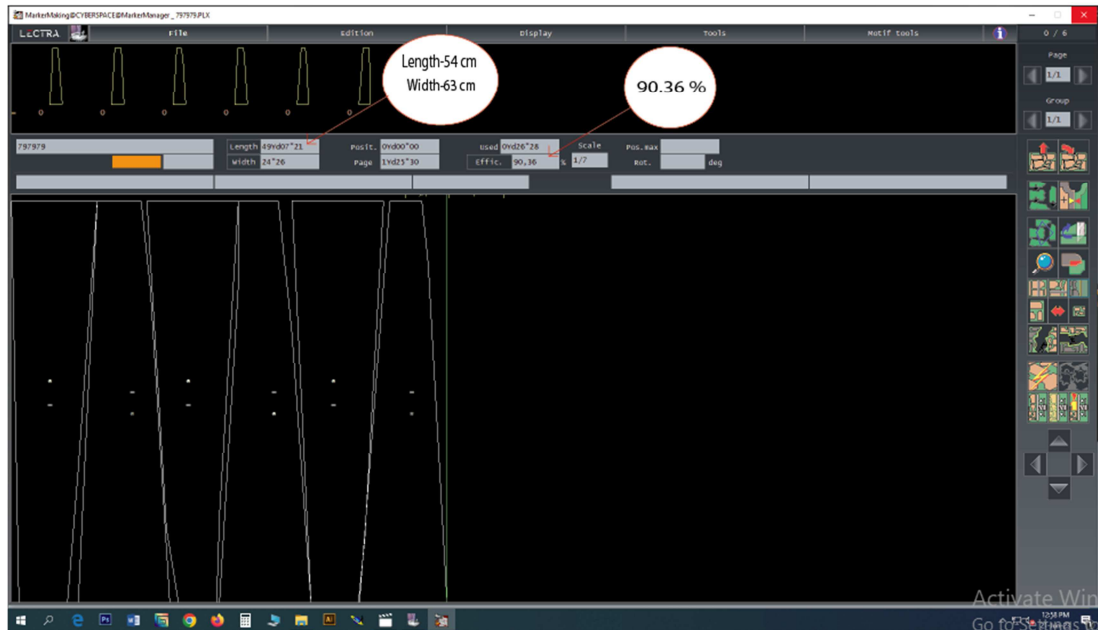 MarkerMaking@CYBERSPACE@MarkerManager _ 797979.PLX
LECTRA File Edition Display Tools Motif tools i 0 / 6
Length-54 cm
Width-63 cm
90.36 %
0 0 0 0 0 0
Page
1/1
Group
1/1
797979 Length 49Yd07"21 Posit. 0Yd00"00 Used 0Yd26"28 Scale Pos.max
Width 24"26 Page 1Yd25"30 Effic. 90,36 % 1/7 Rot. deg
Activate Win
12:58 PM
Go to Settings to